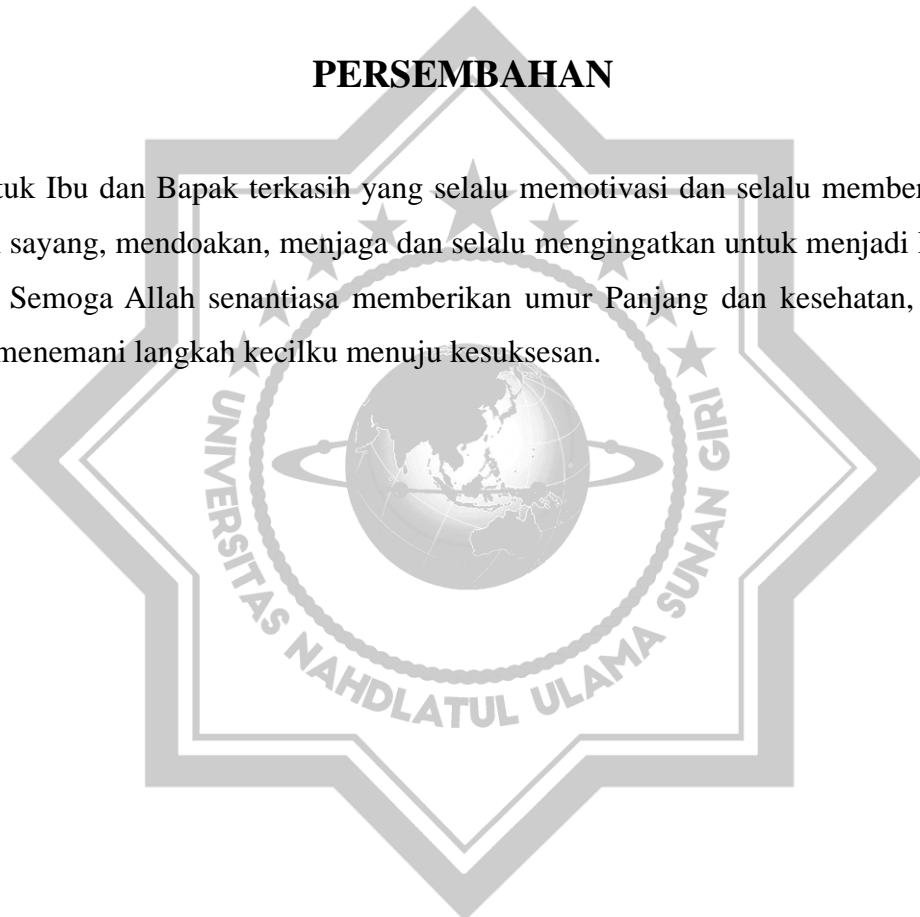 PERSEMBAHAN
tuk Ibu dan Bapak terkasih yang selalu memotivasi dan selalu member
sayang, mendoakan, menjaga dan selalu mengingatkan untuk menjadi
Semoga Allah senantiasa memberikan umur Panjang dan kesehatan,
menemani langkah kecilku menuju kesuksesan.
UNIVERSITAS NAHDLATUL ULAMA SUNAN GIRI